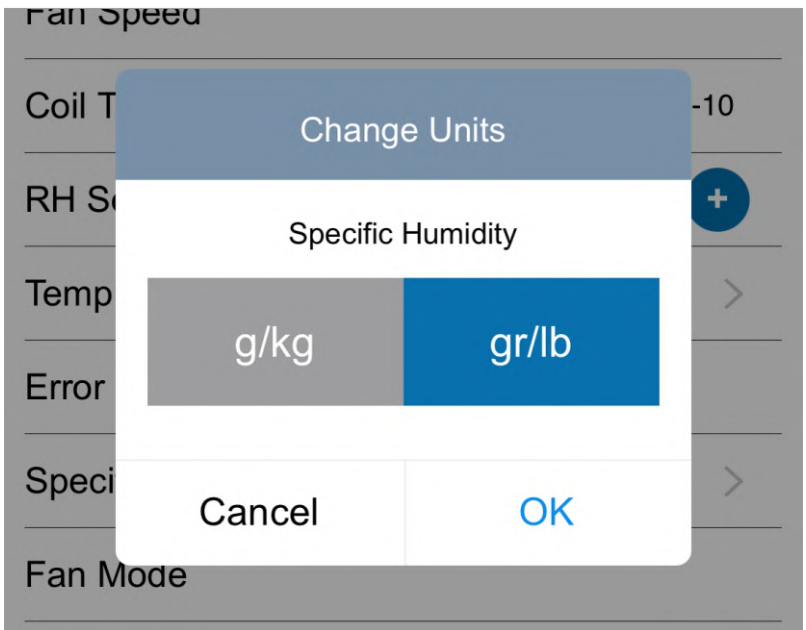 Fan Speed
Coil T
-10
Change Units
RH Se
+
Specific Humidity
Temp
g/kg
gr/lb
Error
Speci
Cancel
OK
Fan Mode